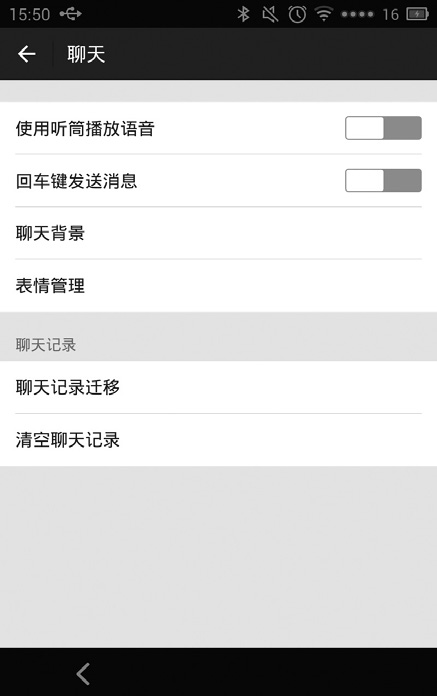 15:50 16
聊天
使用听筒播放语音
回车键发送消息
聊天背景
表情管理
聊天记录
聊天记录迁移
清空聊天记录